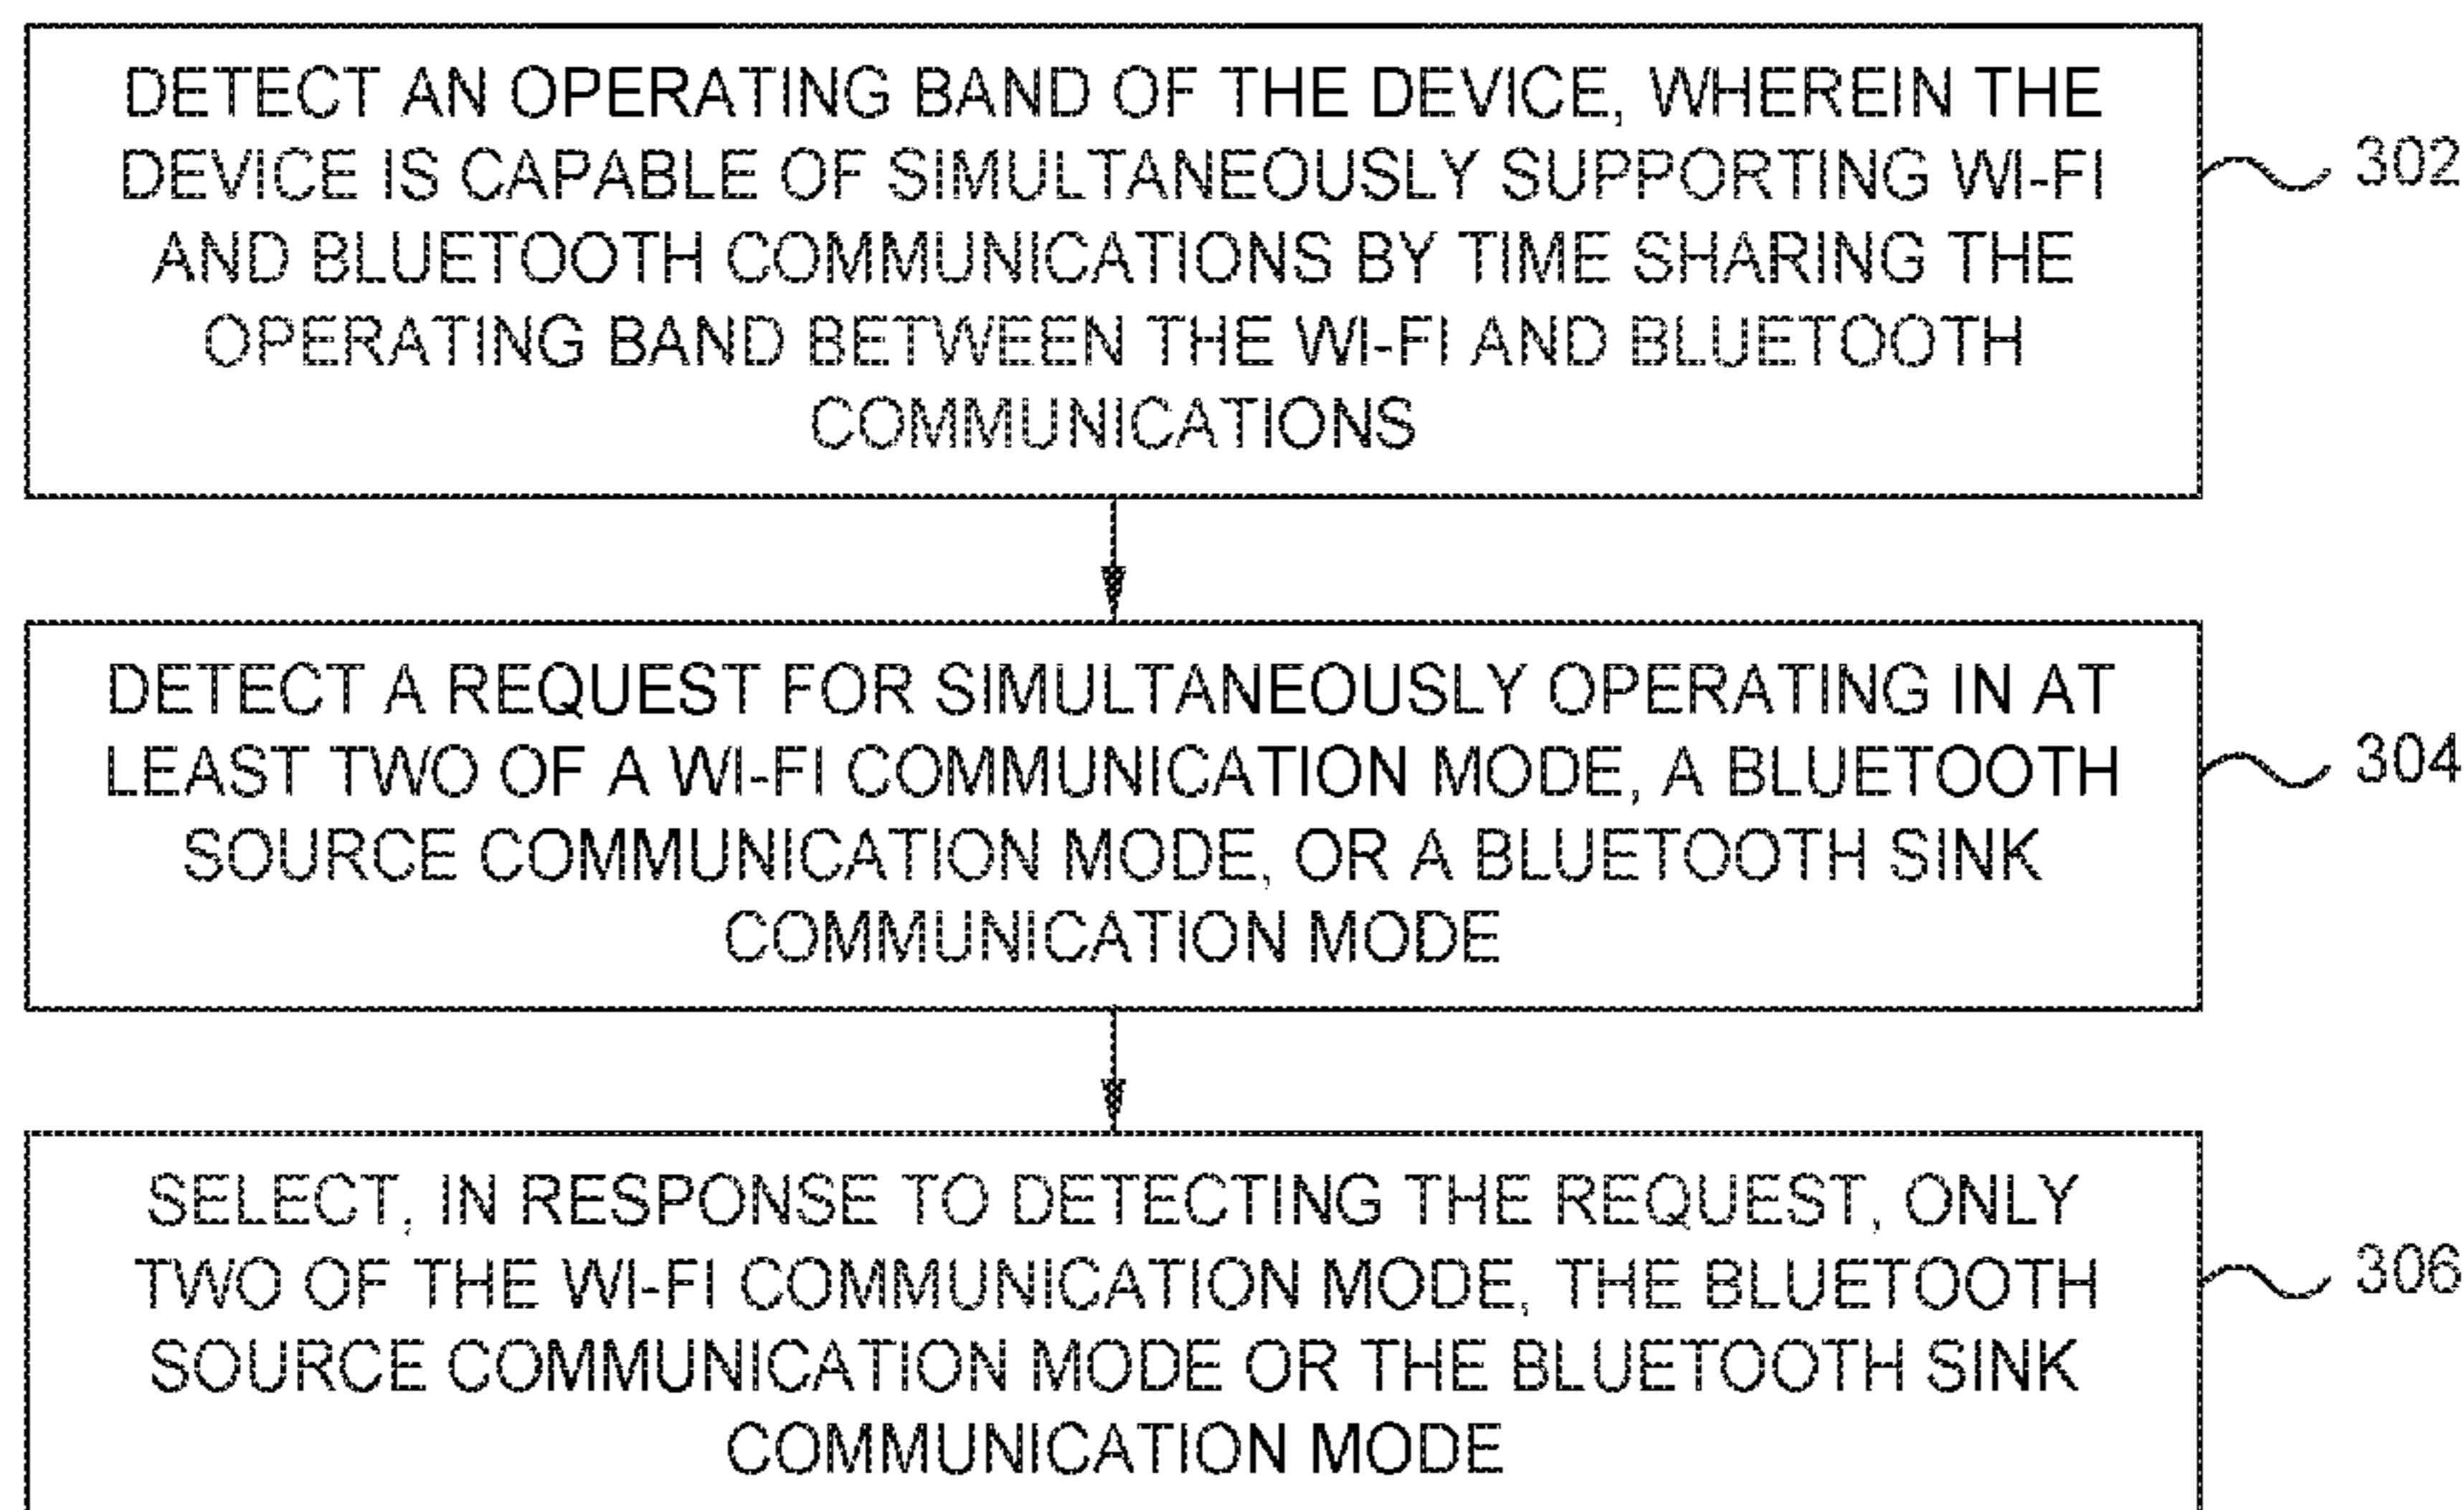 DETECT AN OPERATING BAND OF THE DEVICE, WHEREIN THE
DEVICE IS CAPABLE OF SIMULTANEOUSLY SUPPORTING WI-FI
AND BLUETOOTH COMMUNICATIONS BY TIME SHARING THE
OPERATING BAND BETWEEN THE WI-FI AND BLUETOOTH
COMMUNICATIONS
302
DETECT A REQUEST FOR SIMULTANEOUSLY OPERATING IN AT
LEAST TWO OF A WI-FI COMMUNICATION MODE, A BLUETOOTH
SOURCE COMMUNICATION MODE, OR A BLUETOOTH SINK
COMMUNICATION MODE
304
SELECT, IN RESPONSE TO DETECTING THE REQUEST, ONLY
TWO OF THE WI-FI COMMUNICATION MODE, THE BLUETOOTH
SOURCE COMMUNICATION MODE OR THE BLUETOOTH SINK
COMMUNICATION MODE
306